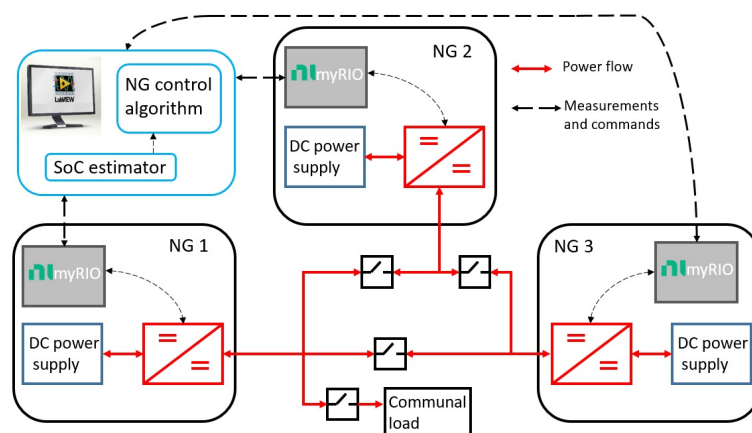 LabVIEW
NG control
algorithm
SoC estimator
NG 2
myRIO
DC power
supply
Power flow
Measurements
and commands
NG 1
myRIO
DC power
supply
NG 3
myRIO
DC power
supply
Communal
load